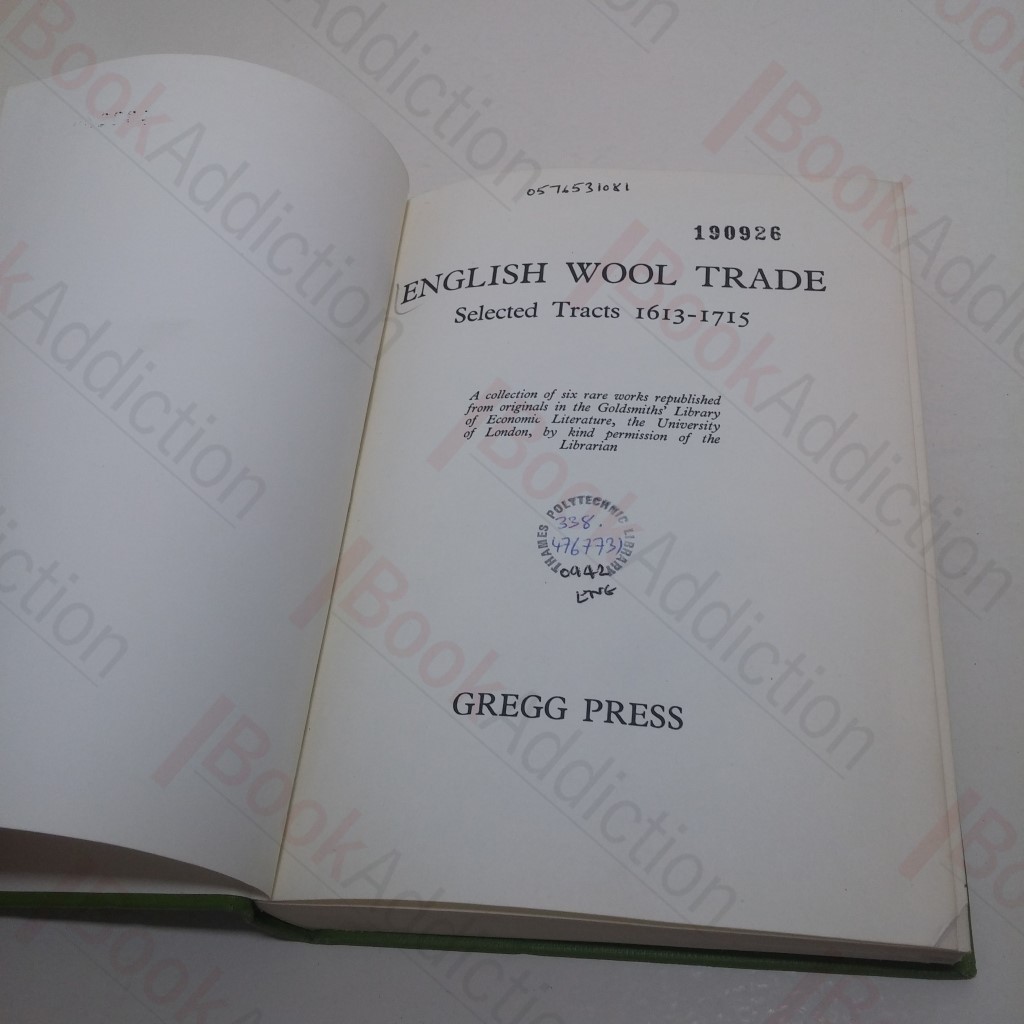 0576531081
190926
ENGLISH WOOL TRADE
Selected Tracts 1613-1715
A collection of six rare works republished
from originals in the Goldsmiths' Library
of Economic Literature, the University
of London, by kind permission of the
Librarian
THAMES POLYTECHNIC LIBRARY
338.
476773)
0942
ENG
GREGG PRESS
BookAddiction